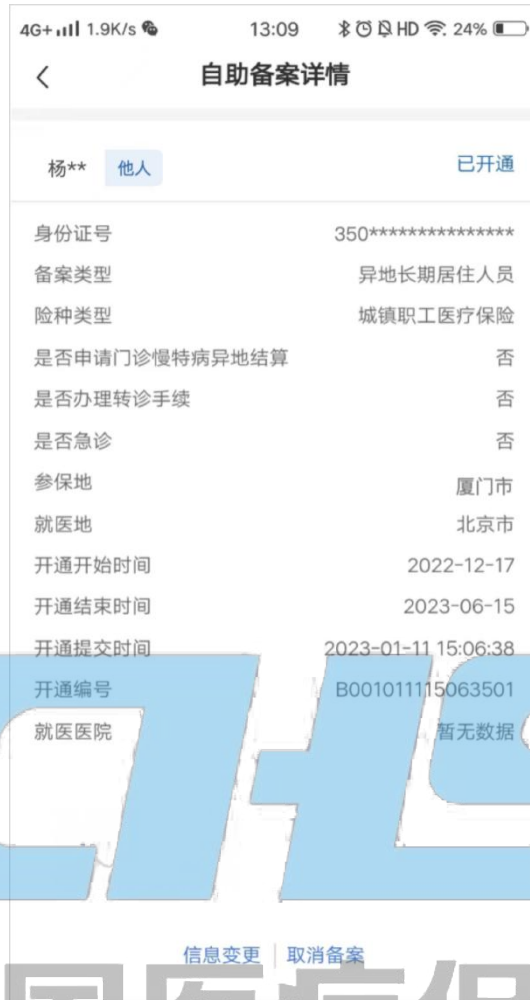 4G+ 1.9K/s 13:09 HD 24%
自助备案详情
杨** 他人 已开通
身份证号 350***************
备案类型 异地长期居住人员
险种类型 城镇职工医疗保险
是否申请门诊慢特病异地结算 否
是否办理转诊手续 否
是否急诊 否
参保地 厦门市
就医地 北京市
开通开始时间 2022-12-17
开通结束时间 2023-06-15
开通提交时间 2023-01-11 15:06:38
开通编号 B001011115063501
就医医院 暂无数据
信息变更 取消备案